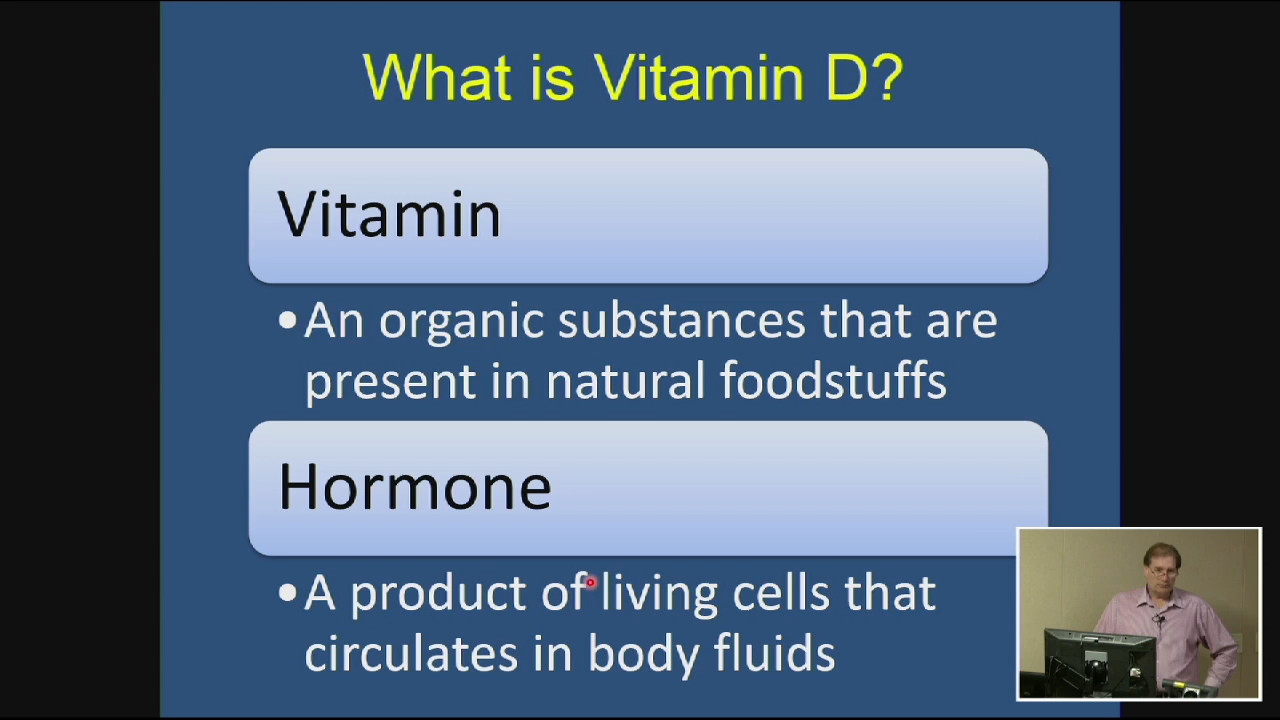 What is Vitamin D?
Vitamin
•An organic substances that are
present in natural foodstuffs
Hormone
•A product of living cells that
circulates in body fluids